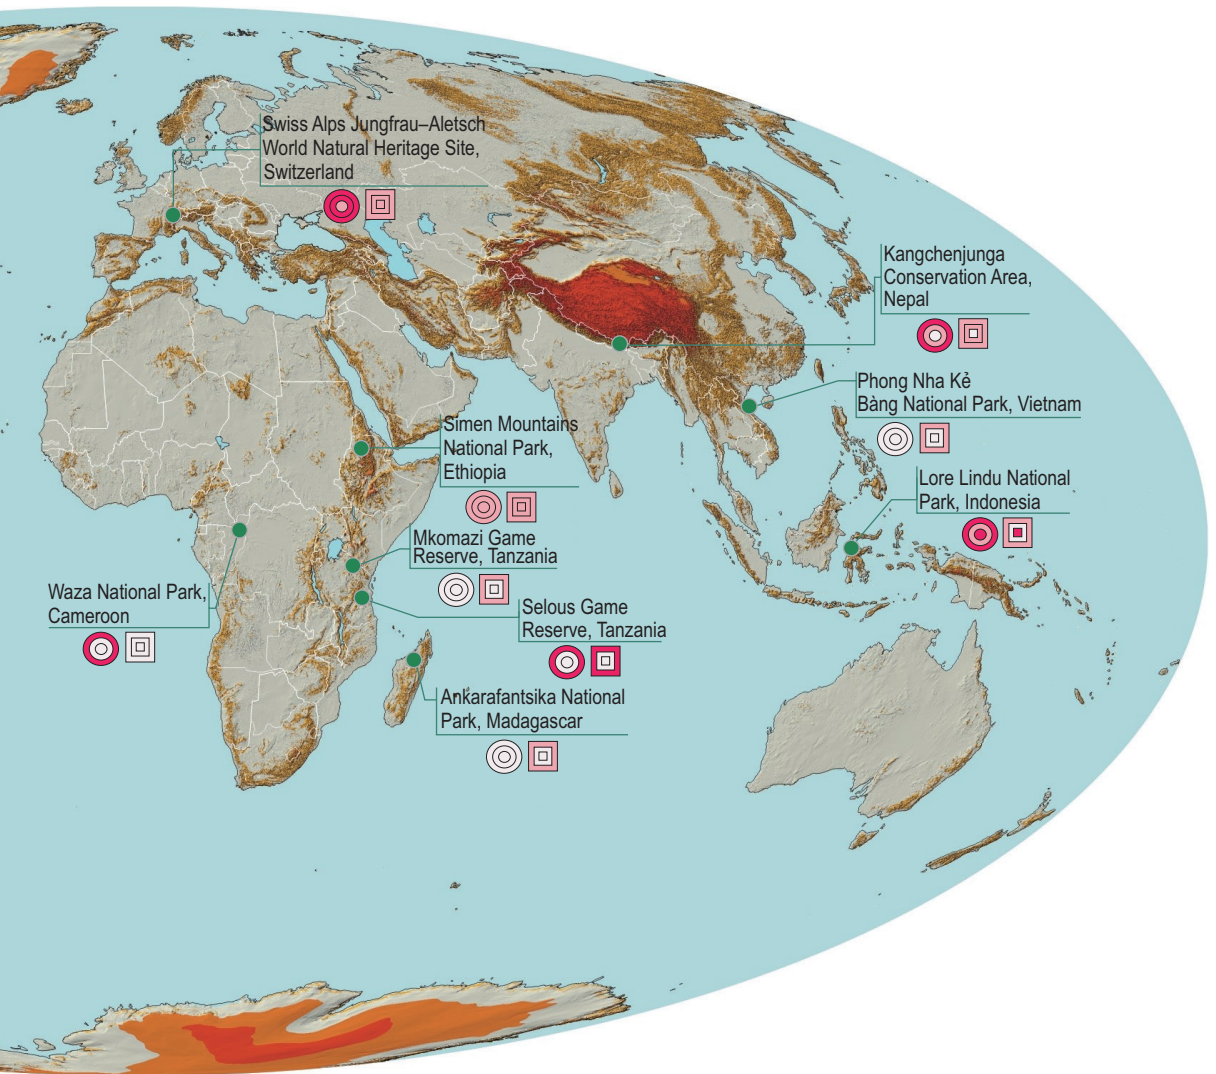 Swiss Alps Jungfrau–Aletsch
World Natural Heritage Site,
Switzerland
Kangchenjunga
Conservation Area,
Nepal
Phong Nha Kẻ
Bàng National Park, Vietnam
Simen Mountains
National Park,
Ethiopia
Lore Lindu National
Park, Indonesia
Mkomazi Game
Reserve, Tanzania
Waza National Park,
Cameroon
Selous Game
Reserve, Tanzania
Ankarafantsika National
Park, Madagascar